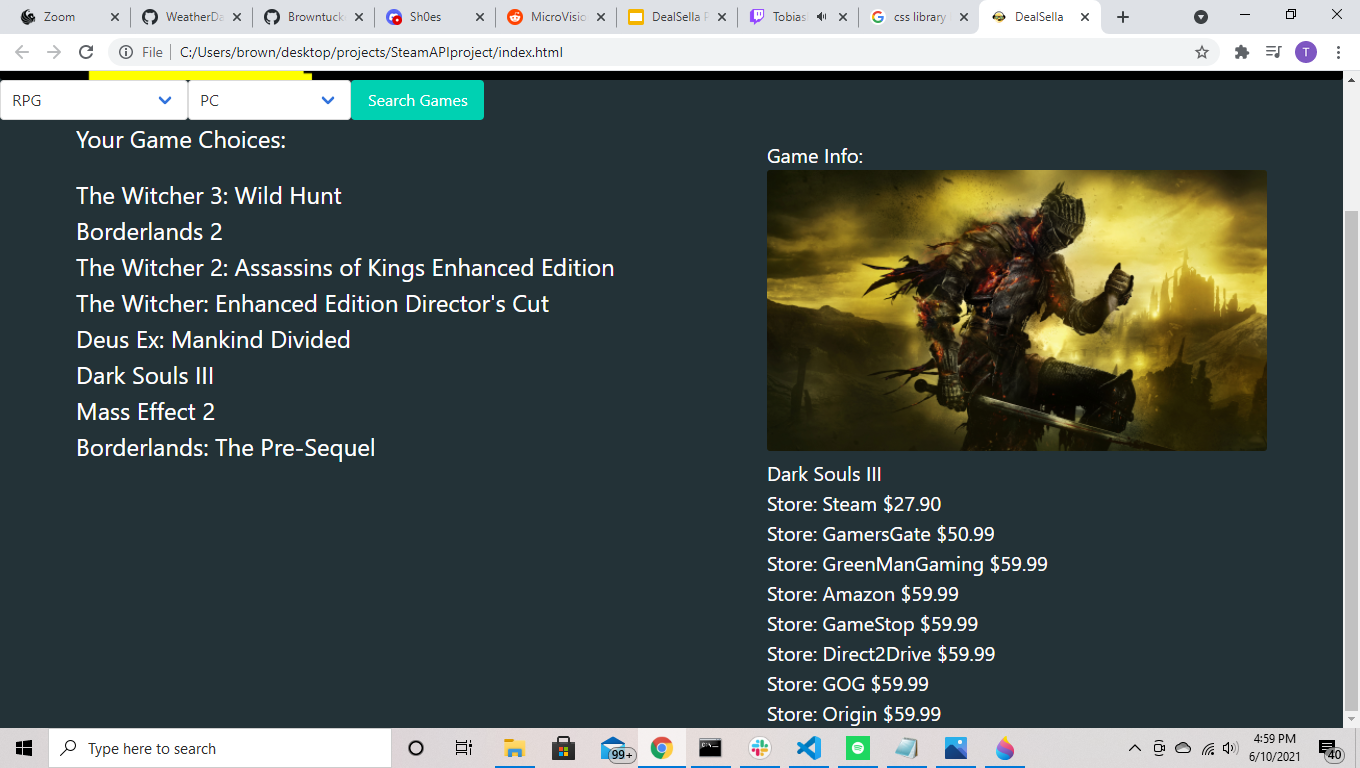 Zoom
WeatherDa
Browntuck
Sh0es
MicroVisio
DealSella P
Tobias
css library
DealSella
File
C:/Users/brown/desktop/projects/SteamAPIproject/index.html
T
RPG
PC
Search Games
Your Game Choices:
The Witcher 3: Wild Hunt
Borderlands 2
The Witcher 2: Assassins of Kings Enhanced Edition
The Witcher: Enhanced Edition Director's Cut
Deus Ex: Mankind Divided
Dark Souls III
Mass Effect 2
Borderlands: The Pre-Sequel
Game Info:
Dark Souls III
Store: Steam $27.90
Store: GamersGate $50.99
Store: GreenManGaming $59.99
Store: Amazon $59.99
Store: GameStop $59.99
Store: Direct2Drive $59.99
Store: GOG $59.99
Store: Origin $59.99
Type here to search
99+
4:59 PM
6/10/2021
40